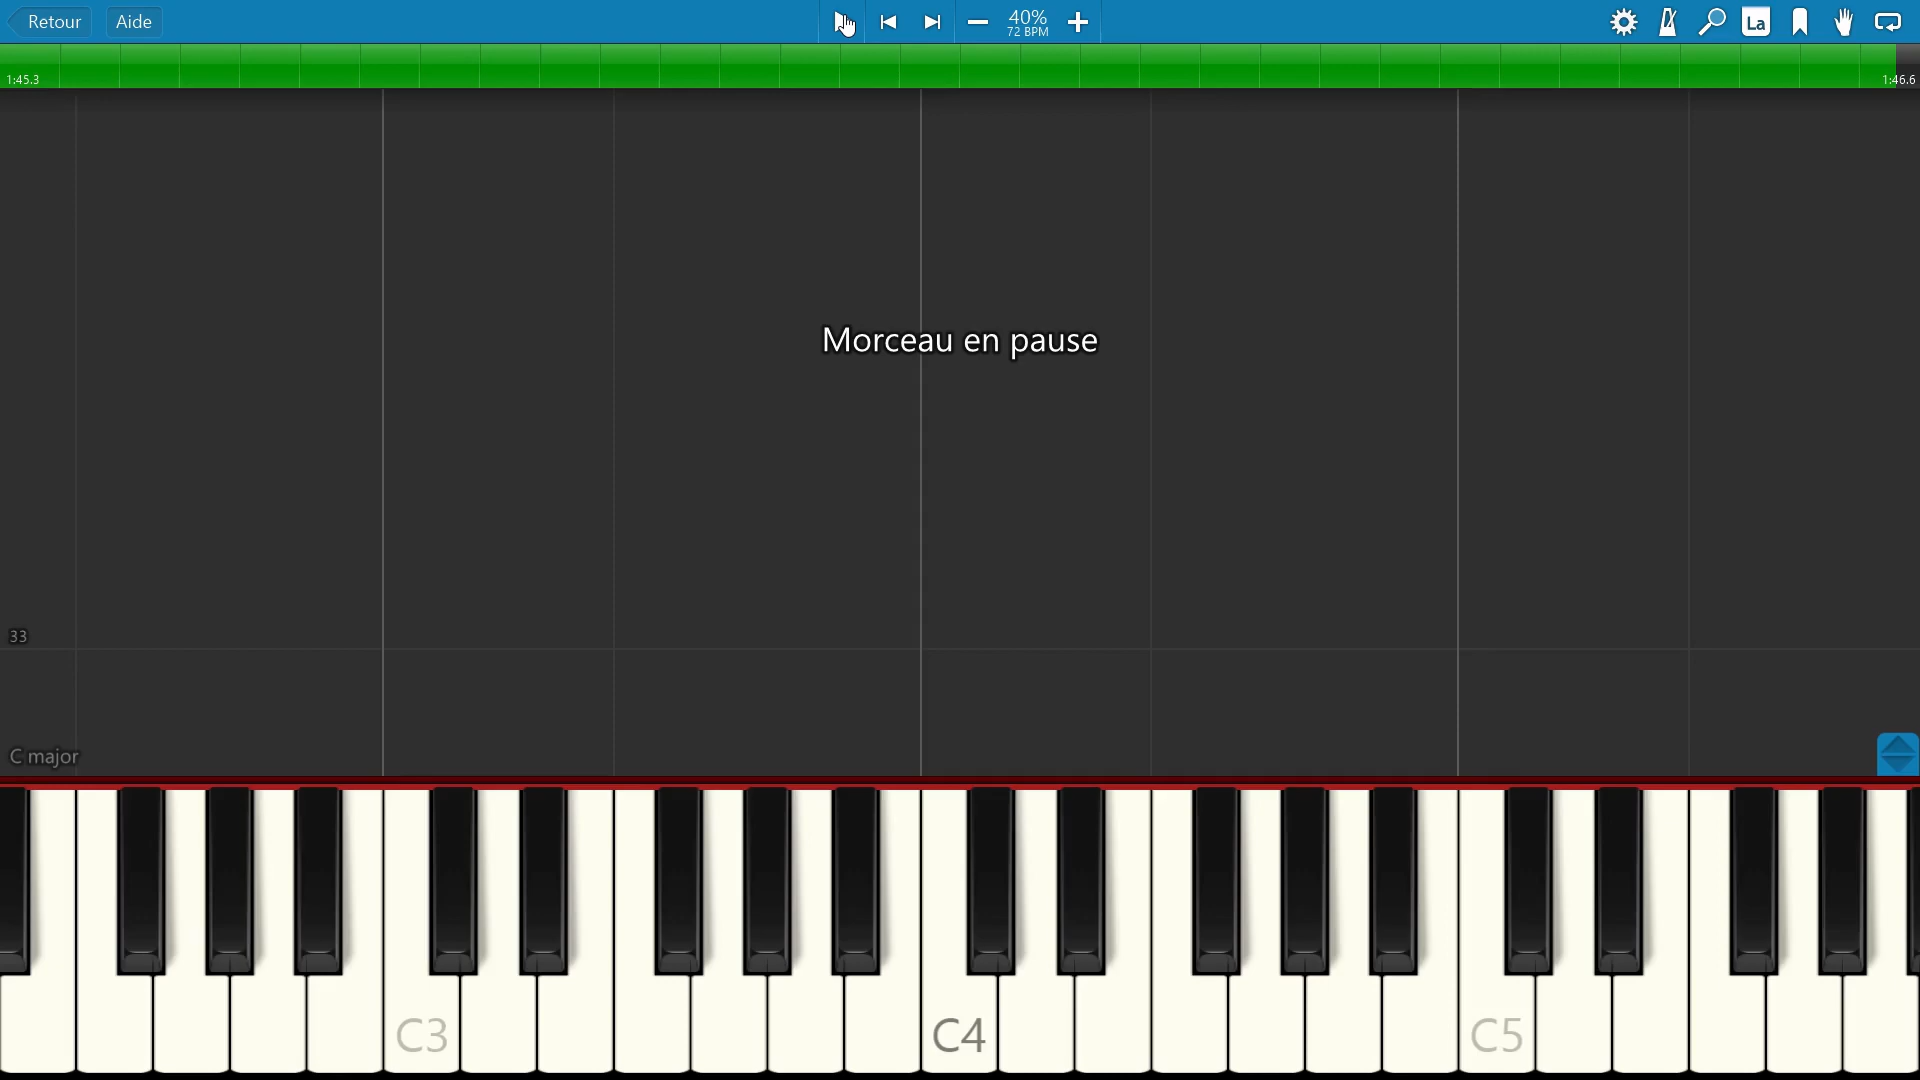 Retour
Aide
40%
72 BPM
La
1:45.3
1:46.6
Morceau en pause
33
C major
C3
C4
C5